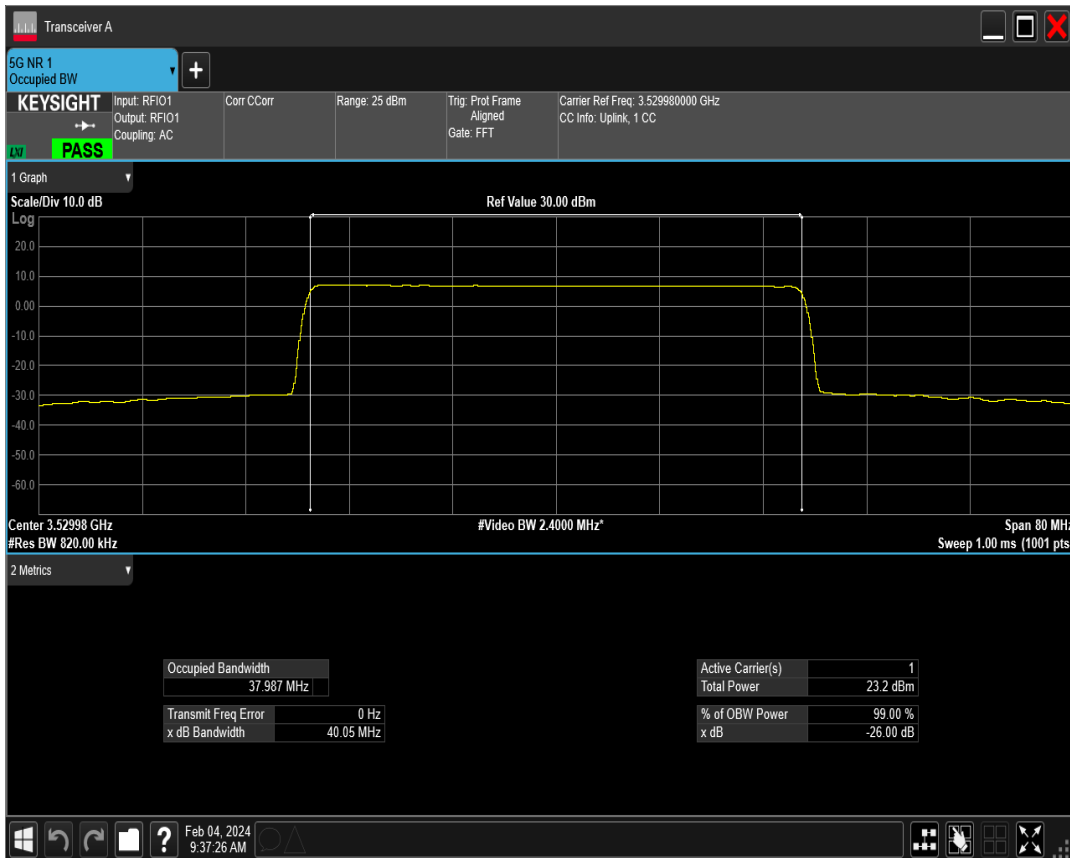 Transceiver A
5G NR 1
Occupied BW
KEYSIGHT
Input: RFIO1
Output: RFIO1
Coupling: AC
Corr CCorr
Range: 25 dBm
Trig: Prot Frame
Aligned
Gate: FFT
Carrier Ref Freq: 3.529980000 GHz
CC Info: Uplink, 1 CC
LXI
PASS
1 Graph
Scale/Div 10.0 dB
Ref Value 30.00 dBm
Log
20.0
10.0
0.00
-10.0
-20.0
-30.0
-40.0
-50.0
-60.0
Center 3.52998 GHz
#Video BW 2.4000 MHz*
Span 80 MHz
#Res BW 820.00 kHz
Sweep 1.00 ms (1001 pts
2 Metrics
Occupied Bandwidth
37.987 MHz
Transmit Freq Error 0 Hz
x dB Bandwidth 40.05 MHz
Active Carrier(s) 1
Total Power 23.2 dBm
% of OBW Power 99.00 %
x dB -26.00 dB
?
Feb 04, 2024
9:37:26 AM